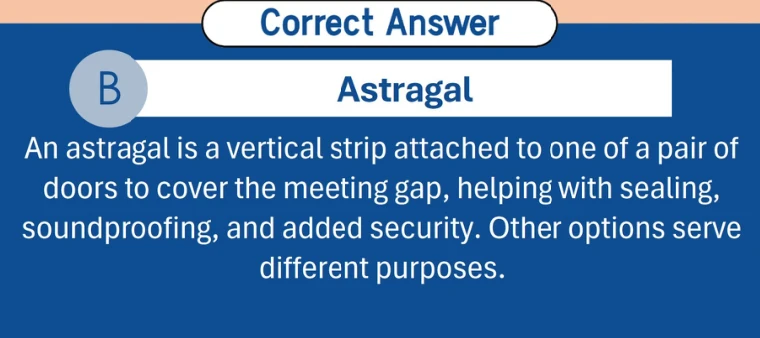 Correct Answer
B
Astragal
An astragal is a vertical strip attached to one of a pair of
doors to cover the meeting gap, helping with sealing,
soundproofing, and added security. Other options serve
different purposes.